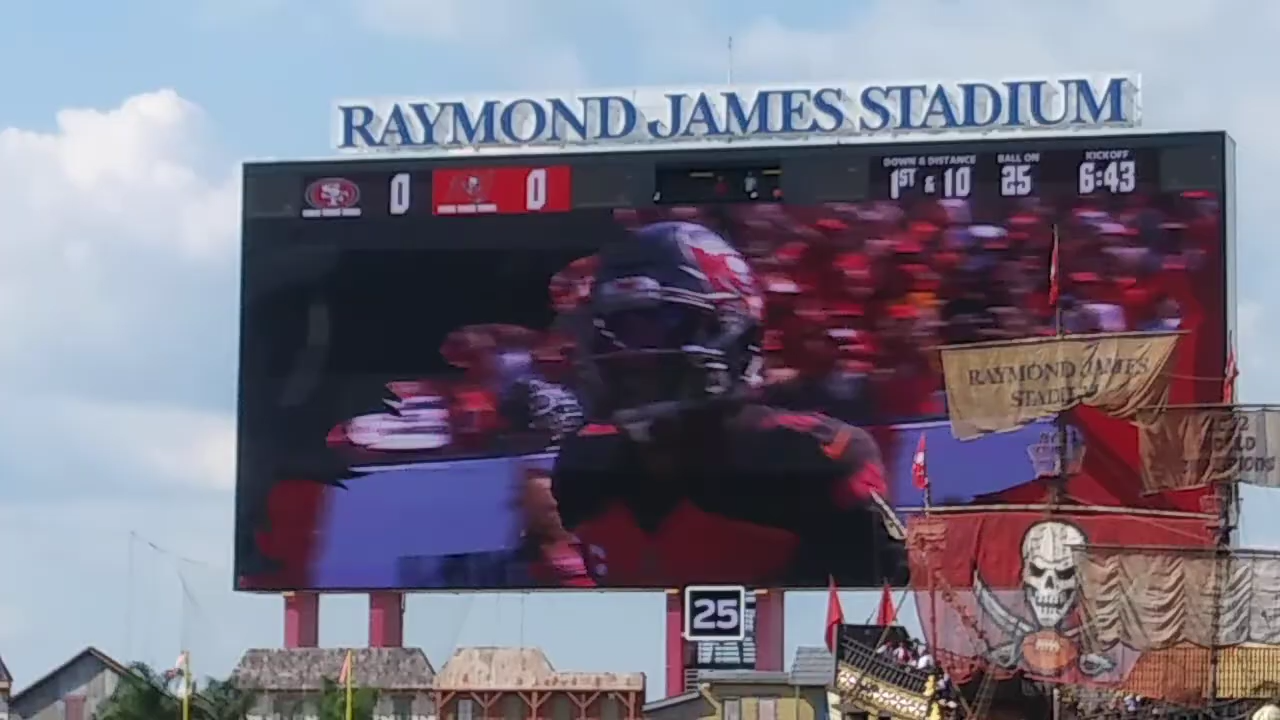 RAYMOND JAMES STADIUM
0
0
DOWN & DISTANCE
1ST & 10
BALL ON
25
KICKOFF
6:43
RAYMOND JAMES
STADIUM
25